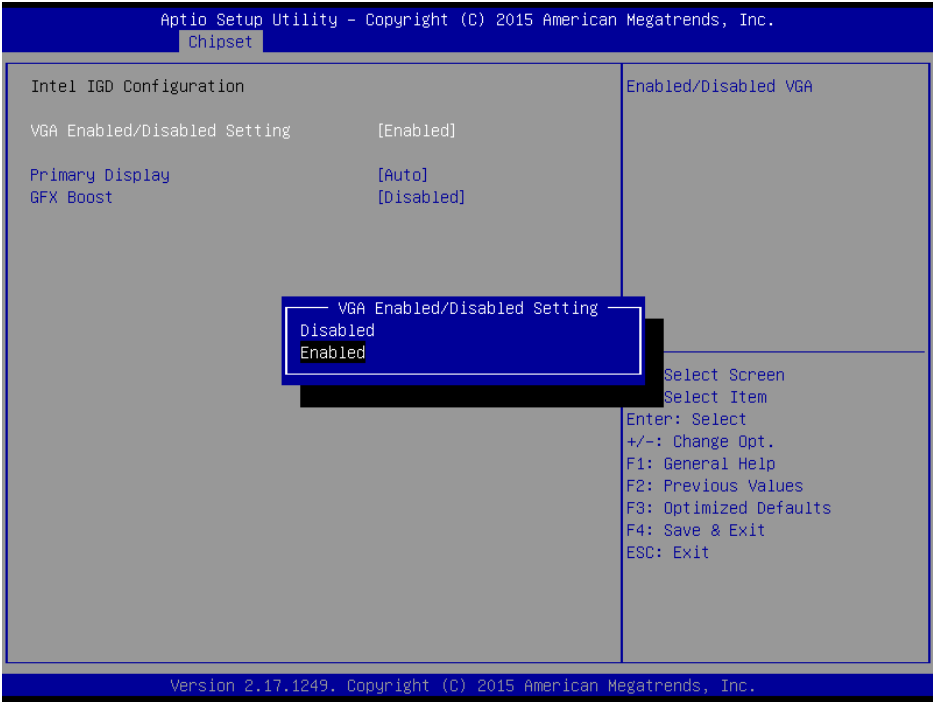 Aptio Setup Utility – Copyright (C) 2015 American Megatrends, Inc.
Chipset
Intel IGD Configuration
VGA Enabled/Disabled Setting [Enabled]
Primary Display [Auto]
GFX Boost [Disabled]
Enabled/Disabled VGA
VGA Enabled/Disabled Setting
Disabled
Enabled
Select Screen
Select Item
Enter: Select
+/-: Change Opt.
F1: General Help
F2: Previous Values
F3: Optimized Defaults
F4: Save & Exit
ESC: Exit
Version 2.17.1249. Copyright (C) 2015 American Megatrends, Inc.